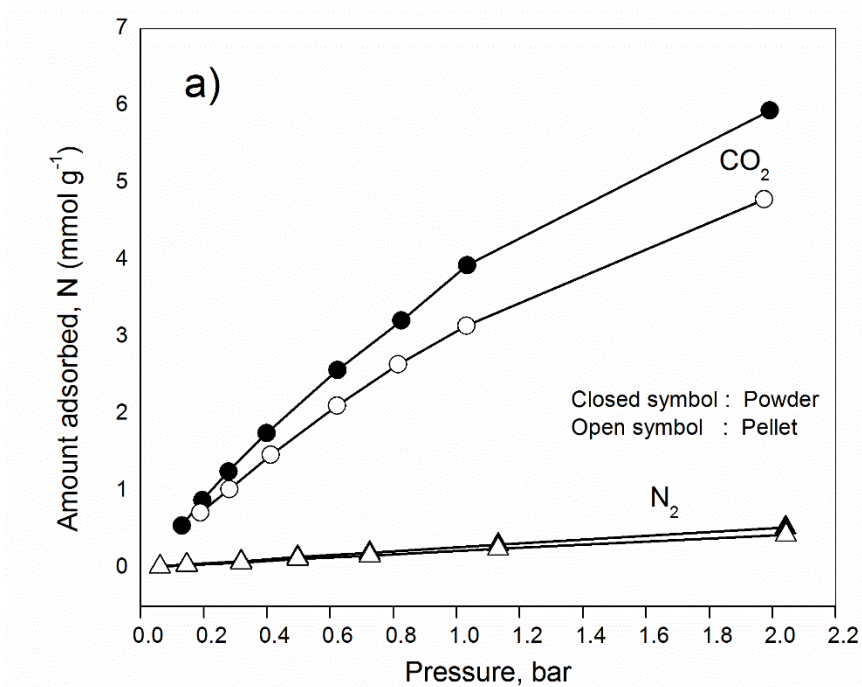 a)
7
6
5
4
3
2
1
0
Amount adsorbed, N (mmol g⁻¹)
CO₂
Closed symbol : Powder
Open symbol : Pellet
N₂
0.0 0.2 0.4 0.6 0.8 1.0 1.2 1.4 1.6 1.8 2.0 2.2
Pressure, bar